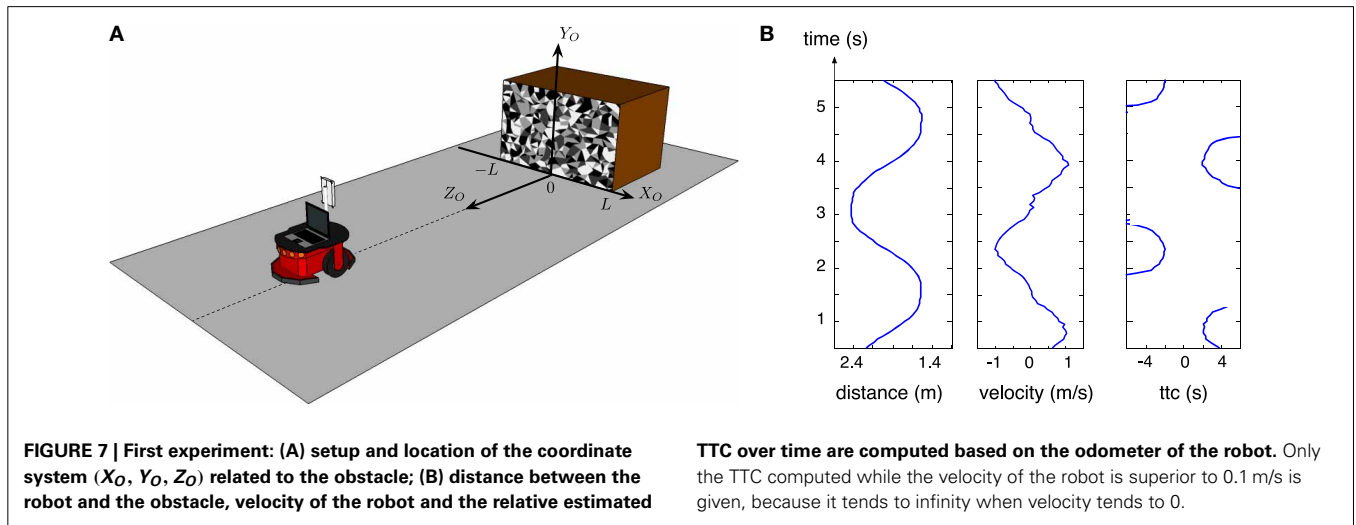 A
Y_O
−L
Z_O
0
X_O
L
B
time (s)
5
4
3
2
1
2.4 1.4
-1 0 1
-4 0 4
distance (m)
velocity (m/s)
ttc (s)
FIGURE 7 | First experiment: (A) setup and location of the coordinate
system (X_O, Y_O, Z_O) related to the obstacle; (B) distance between the
robot and the obstacle, velocity of the robot and the relative estimated
TTC over time are computed based on the odometer of the robot. Only
the TTC computed while the velocity of the robot is superior to 0.1 m/s is
given, because it tends to infinity when velocity tends to 0.